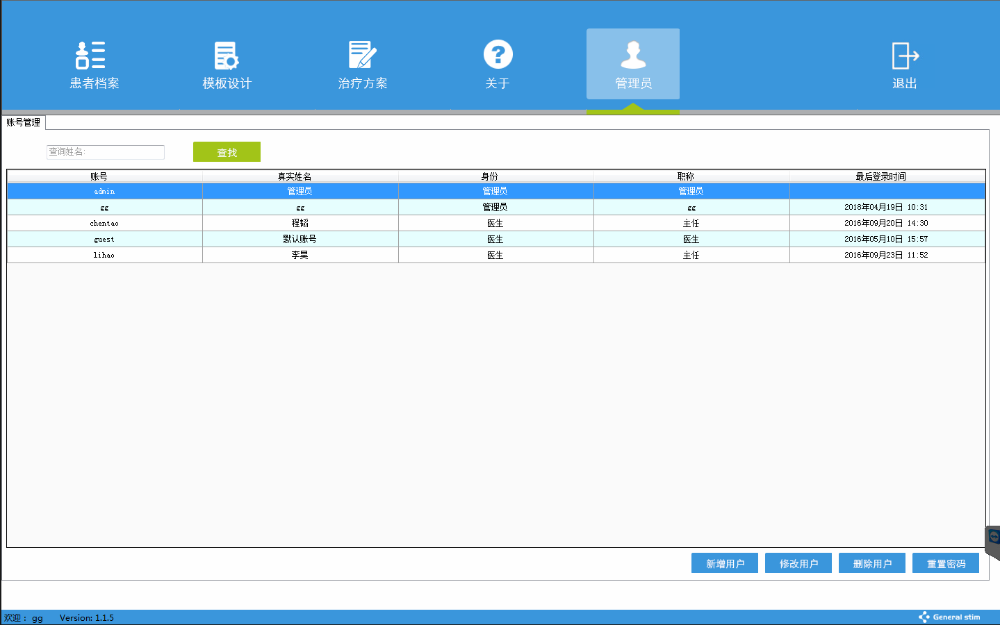 患者档案 模板设计 治疗方案 关于 管理员 退出
账号管理
查询姓名: 查找
账号 真实姓名 身份 职称 最后登录时间
admin 管理员 管理员 管理员
gg gg 管理员 gg 2018年04月19日 10:31
chentao 程韬 医生 主任 2016年09月20日 14:30
guest 默认账号 医生 医生 2016年05月10日 15:57
lihao 李昊 医生 主任 2016年09月23日 11:52
新增用户 修改用户 删除用户 重置密码
欢迎： gg Version: 1.1.5 General stim